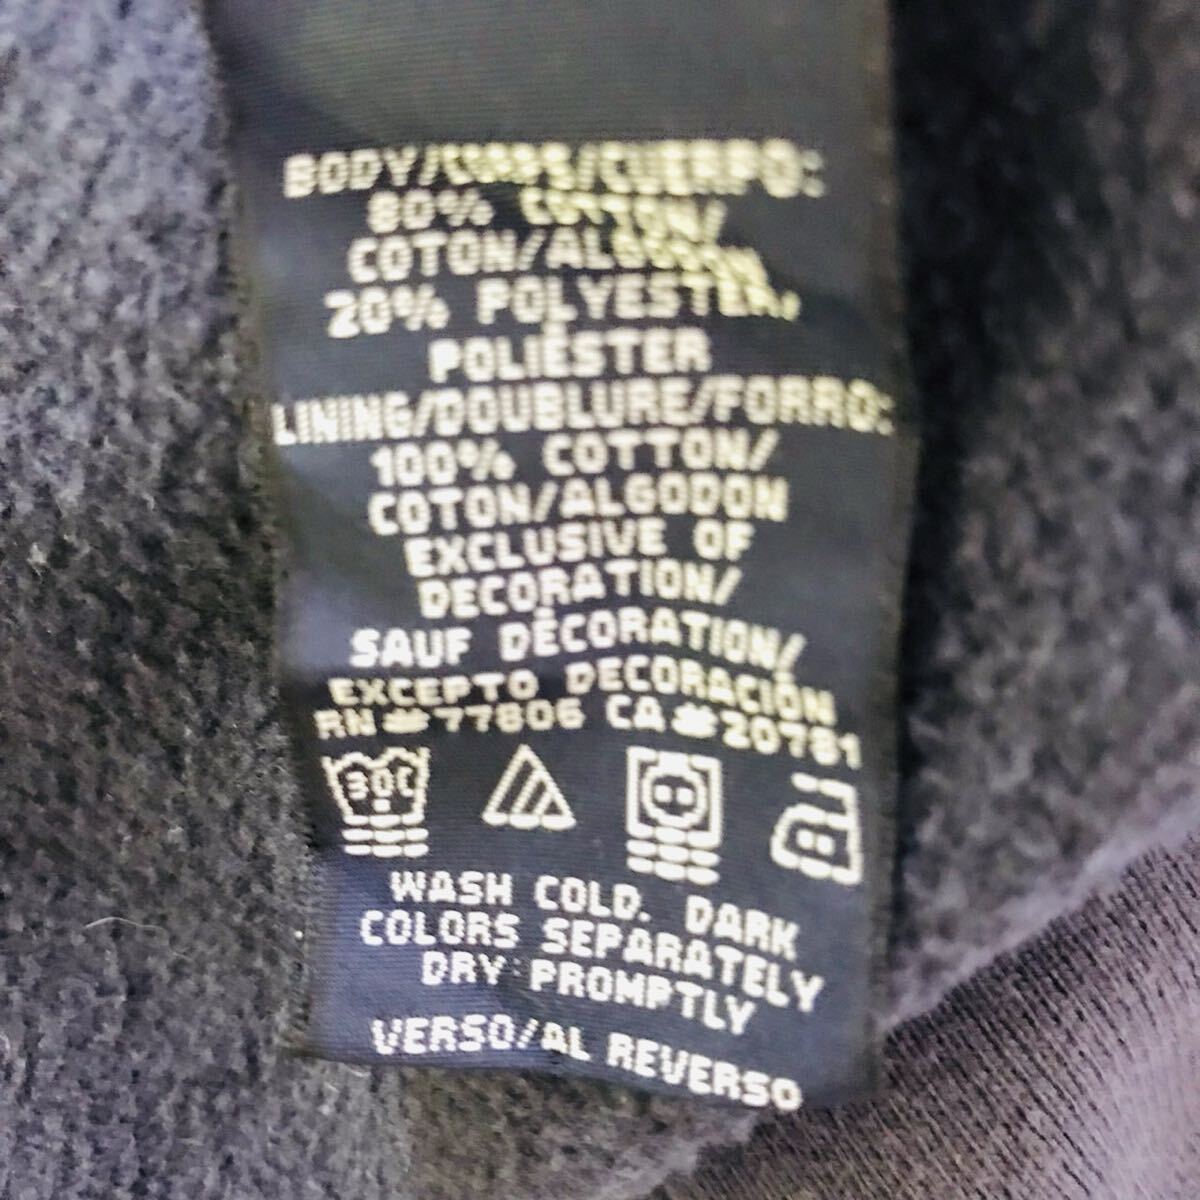 BODY/CORPS/CUERPO:
80% COTTON/
COTON/ALGODON
20% POLYESTER,
POLIÉSTER
LINING/DOUBLURE/FORRO:
100% COTTON/
COTON/ALGODON
EXCLUSIVE OF
DECORATION/
SAUF DÉCORATION/
EXCEPTO DECORACIÓN
RN#77806 CA#20781
30C
WASH COLD. DARK
COLORS SEPARATELY
DRY PROMPTLY
VERSO/AL REVERSO